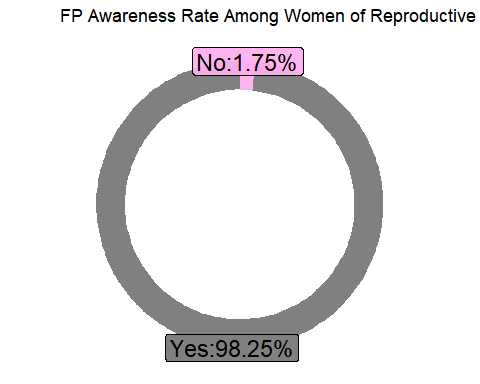 FP Awareness Rate Among Women of Reproductive
No:1.75%
Yes:98.25%